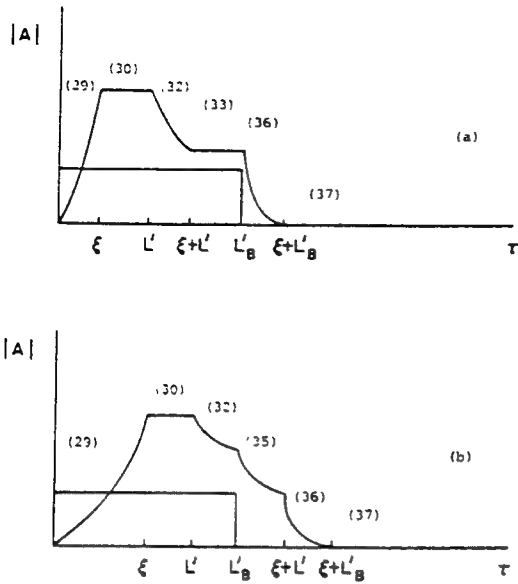 |A|
(30)
(29) (32)
(33)
(36)
(a)
(37)
ξ L' ξ+L' L'B ξ+L'B τ
|A|
(30)
(32)
(29) (35)
(b)
(36)
(37)
ξ L' L'B ξ+L' ξ+L'B τ